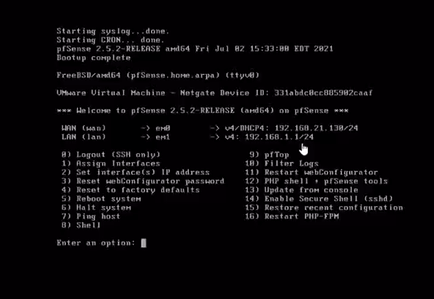 Starting syslog...done.
Starting CRON... done.
pfSense 2.5.2-RELEASE amd64 Fri Jul 02 15:33:00 EDT 2021
Bootup complete
FreeBSD/amd64 (pfSense.home.arpa) (ttyv0)
VMware Virtual Machine - Netgate Device ID: 331abdc0cc885902caaf
*** Welcome to pfSense 2.5.2-RELEASE (amd64) on pfSense ***
WAN (wan) -> em0 -> v4/DHCP4: 192.168.21.130/24
LAN (lan) -> em1 -> v4: 192.168.1.1/24
0) Logout (SSH only) 9) pfTop
1) Assign Interfaces 10) Filter Logs
2) Set interface(s) IP address 11) Restart webConfigurator
3) Reset webConfigurator password 12) PHP shell + pfSense tools
4) Reset to factory defaults 13) Update from console
5) Reboot system 14) Enable Secure Shell (sshd)
6) Halt system 15) Restore recent configuration
7) Ping host 16) Restart PHP-FPM
8) Shell
Enter an option: